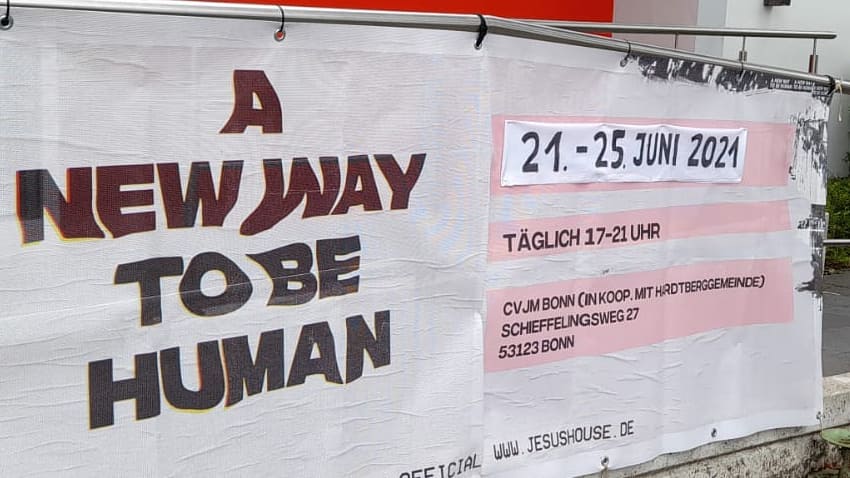 A
NEW WAY
TO BE
HUMAN
21. - 25. JUNI 2021
TÄGLICH 17-21 UHR
CVJM BONN (IN KOOP. MIT HARDTBERGGEMEINDE)
SCHIEFFELINGSWEG 27
53123 BONN
OFFICIAL
WWW.JESUSHOUSE.DE